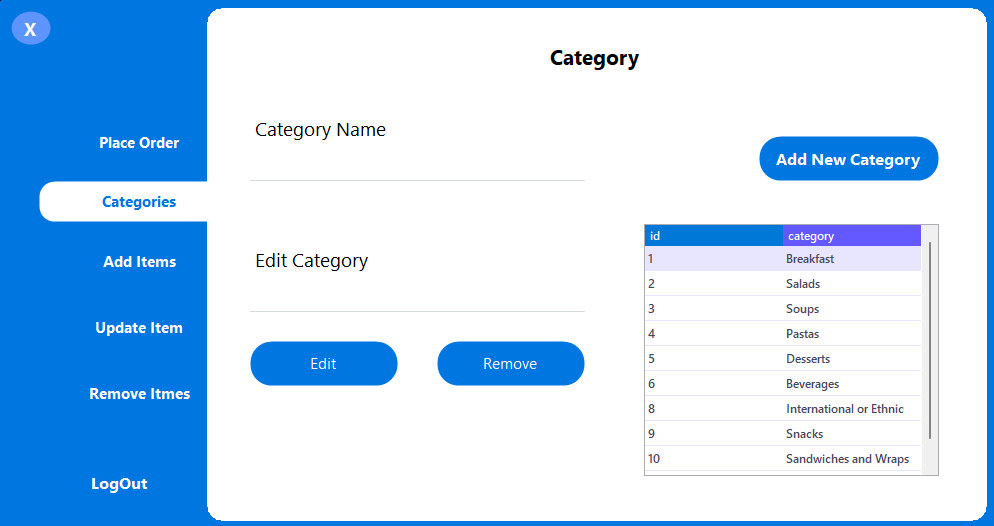 X
Place Order
Categories
Add Items
Update Item
Remove Itmes
LogOut
Category
Category Name
Add New Category
Edit Category
Edit
Remove
id category
1 Breakfast
2 Salads
3 Soups
4 Pastas
5 Desserts
6 Beverages
8 International or Ethnic
9 Snacks
10 Sandwiches and Wraps